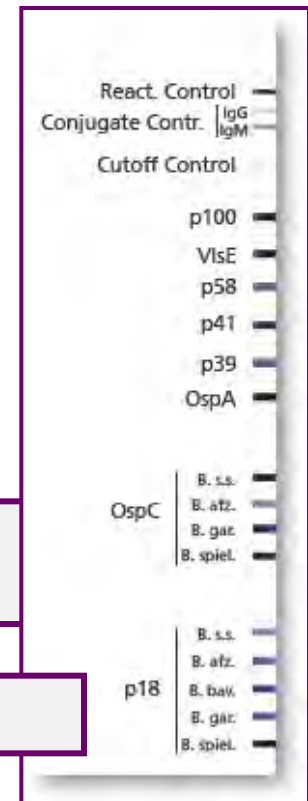 React. Control
Conjugate Contr. IgG
IgM
Cutoff Control
p100
VlsE
p58
p41
p39
OspA
B. s.s.
OspC B. afz.
B. gar.
B. spiel.
B. s.s.
B. afz.
p18 B. bav.
B. gar.
B. spiel.